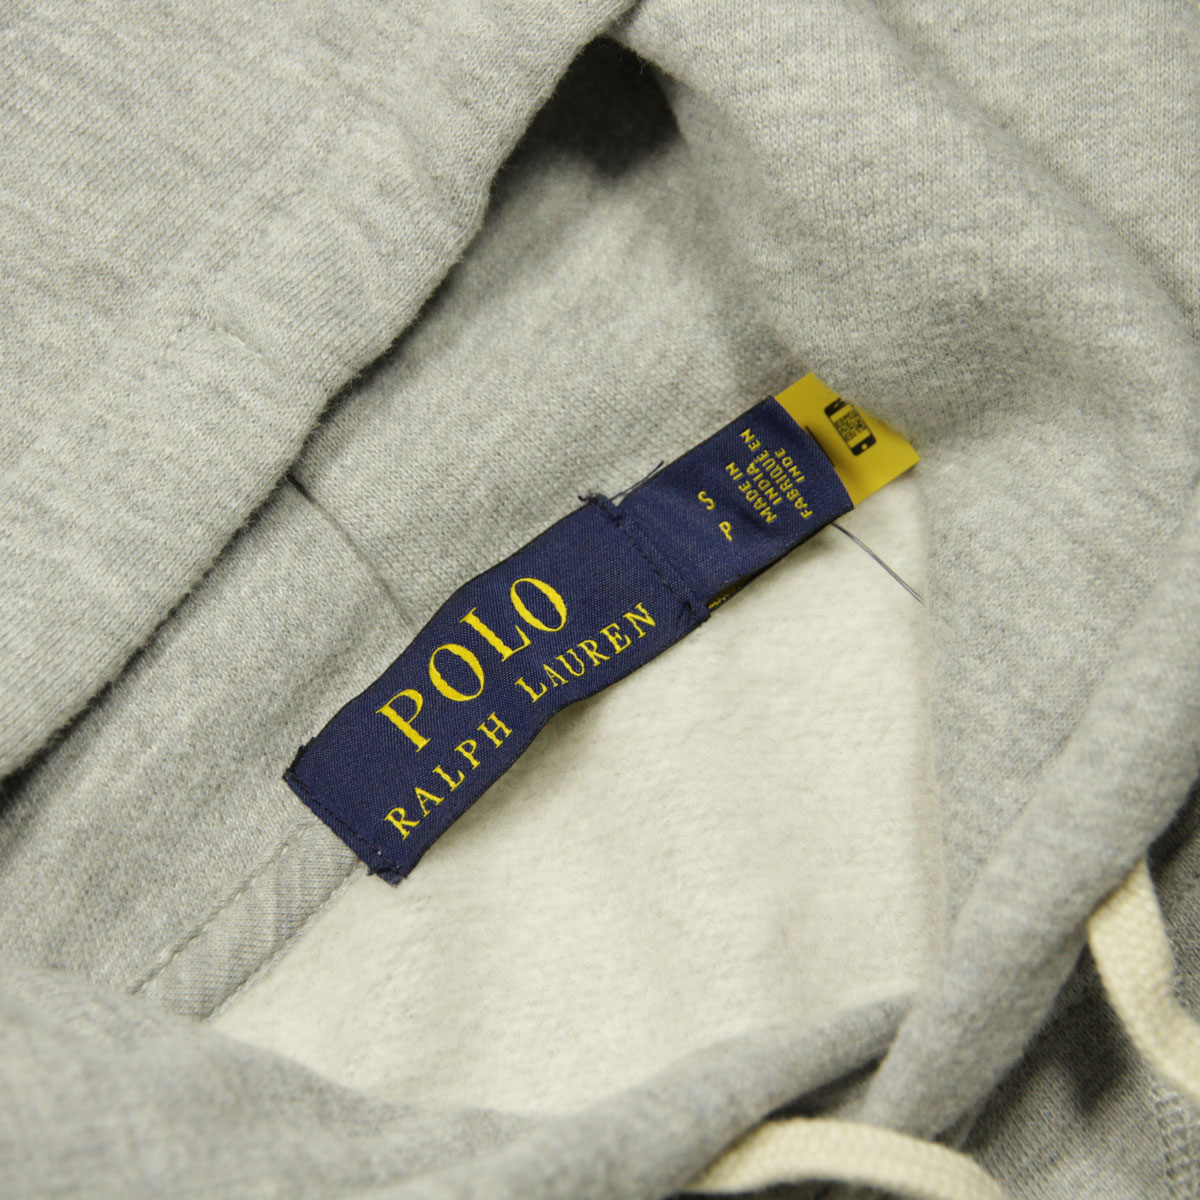 POLO
RALPH LAUREN
S
P
MADE IN
INDIA
FABRIQUE EN
INDE